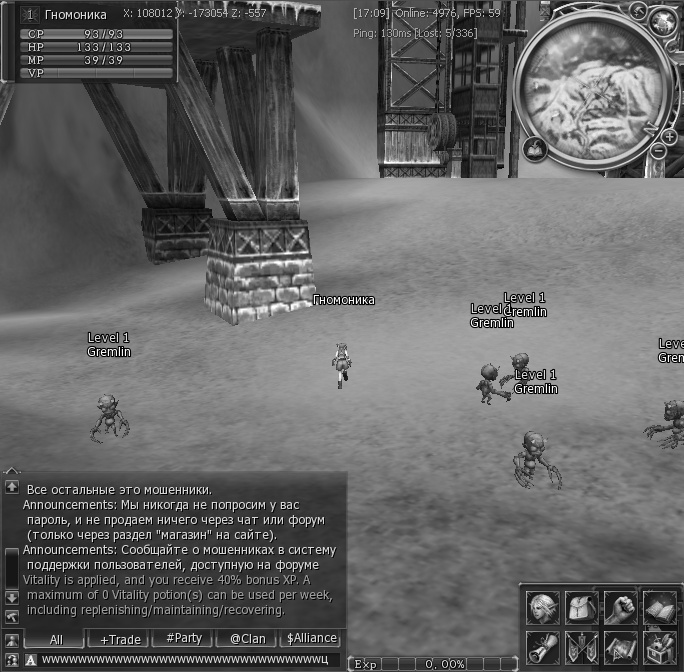 1 Гномоника X: 108012 Y: -173054 Z: -557 [17:09] Online: 4976, FPS: 59
CP 93/93 Ping: 130ms [Lost: 5/336]
HP 133/133
MP 39/39
VP
Гномоника
Level 1
Gremlin
Level 1
Gremlin
Level 1
Gremlin
Level 1
Gremlin
Все остальные это мошенники.
Announcements: Мы никогда не попросим у вас
пароль, и не продаем ничего через чат или форум
(только через раздел "магазин" на сайте).
Announcements: Сообщайте о мошенниках в систему
поддержки пользователей, доступную на форуме
Vitality is applied, and you receive 40% bonus XP. A
maximum of 0 Vitality potion(s) can be used per week,
including replenishing/maintaining/recovering.
All +Trade #Party @Clan $Alliance
A wwwwwwwwwwwwwwwwwwwwwwwwwwwwwwwwц
Exp 0.00%